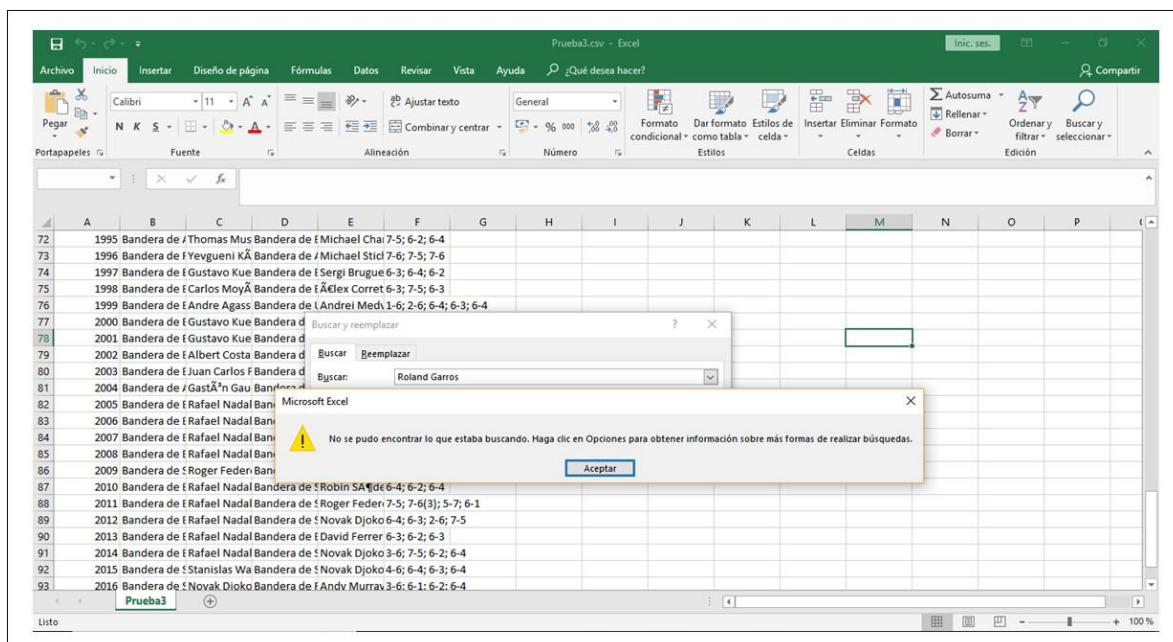 Prueba3.csv - Excel
Inic. ses.
Archivo Inicio Insertar Diseño de página Fórmulas Datos Revisar Vista Ayuda ¿Qué desea hacer? Compartir
Pegar
Calibri 11 A A
N K S A
Ajustar texto
Combinar y centrar
General
% 000
Formato condicional
Dar formato como tabla
Estilos de celda
Insertar Eliminar Formato
Autosuma
Rellenar
Borrar
Ordenar y filtrar
Buscar y seleccionar
Portapapeles Fuente Alineación Número Estilos Celdas Edición
fx
A B C D E F G H I J K L M N O P
72 1995 Bandera de Thomas Mus Bandera de Michael Cha 7-5; 6-2; 6-4
73 1996 Bandera de Yevgueni KÃ Bandera de Michael Sticl 7-6; 7-5; 7-6
74 1997 Bandera de Gustavo Kue Bandera de Sergi Brugue 6-3; 6-4; 6-2
75 1998 Bandera de Carlos MoyÃ Bandera de Ã€lex Corret 6-3; 7-5; 6-3
76 1999 Bandera de Andre Agass Bandera de Andrei Medv 1-6; 2-6; 6-4; 6-3; 6-4
77 2000 Bandera de Gustavo Kue Bandera d
78 2001 Bandera de Gustavo Kue Bandera d
79 2002 Bandera de Albert Costa Bandera d
80 2003 Bandera de Juan Carlos F Bandera d
81 2004 Bandera de GastÃ³n Gau Bandera d
82 2005 Bandera de Rafael Nadal Ban
83 2006 Bandera de Rafael Nadal Ban
84 2007 Bandera de Rafael Nadal Ban
85 2008 Bandera de Rafael Nadal Ban
86 2009 Bandera de Roger Feder Ban
87 2010 Bandera de Rafael Nadal Bandera de Robin SÃ¶de 6-4; 6-2; 6-4
88 2011 Bandera de Rafael Nadal Bandera de Roger Feder 7-5; 7-6(3); 5-7; 6-1
89 2012 Bandera de Rafael Nadal Bandera de Novak Djoko 6-4; 6-3; 2-6; 7-5
90 2013 Bandera de Rafael Nadal Bandera de David Ferrer 6-3; 6-2; 6-3
91 2014 Bandera de Rafael Nadal Bandera de Novak Djoko 3-6; 7-5; 6-2; 6-4
92 2015 Bandera de Stanislas Wa Bandera de Novak Djoko 4-6; 6-4; 6-3; 6-4
93 2016 Bandera de Novak Djoko Bandera de Andy Murray 3-6; 6-1; 6-2; 6-4
Buscar y reemplazar ?
Buscar Reemplazar
Buscar: Roland Garros
Microsoft Excel
No se pudo encontrar lo que estaba buscando. Haga clic en Opciones para obtener información sobre más formas de realizar búsquedas.
Aceptar
Prueba3
Listo
100 %